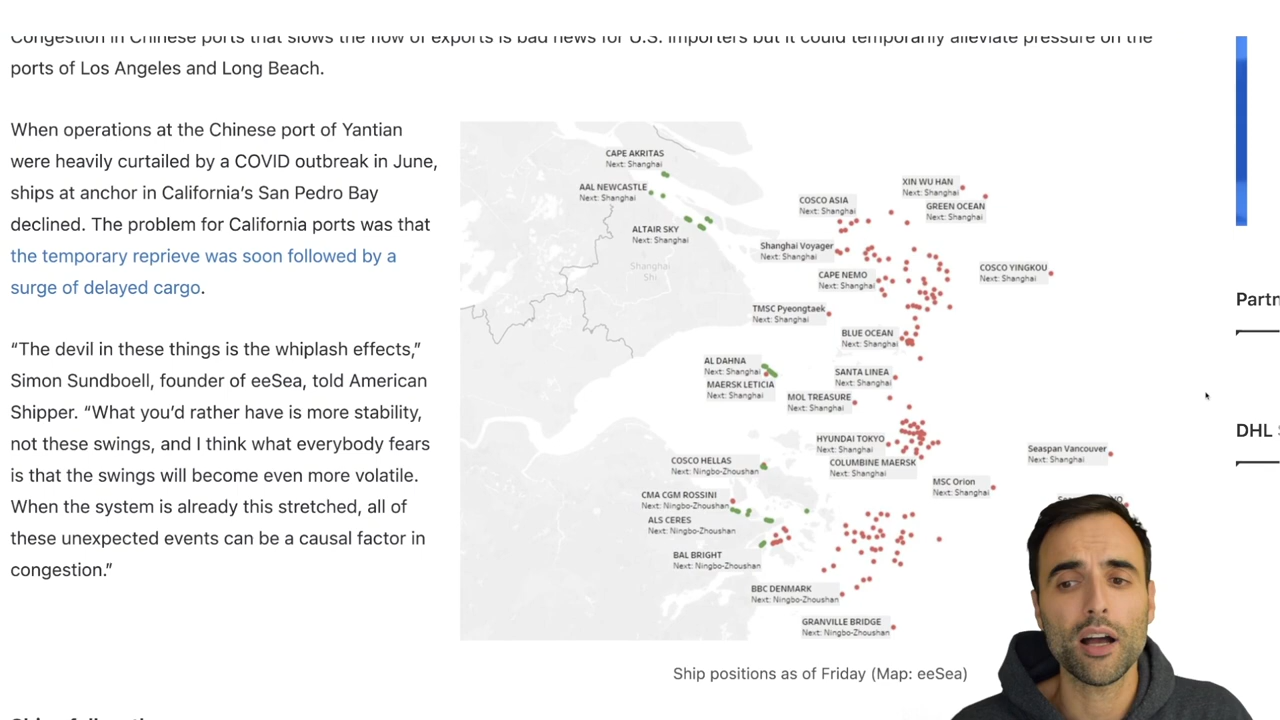 Congestion in Chinese ports that slows the flow of exports is bad news for U.S. importers but it could temporarily alleviate pressure on the
ports of Los Angeles and Long Beach.
When operations at the Chinese port of Yantian
were heavily curtailed by a COVID outbreak in June,
ships at anchor in California's San Pedro Bay
declined. The problem for California ports was that
the temporary reprieve was soon followed by a
surge of delayed cargo.
“The devil in these things is the whiplash effects,”
Simon Sundboell, founder of eeSea, told American
Shipper. “What you'd rather have is more stability,
not these swings, and I think what everybody fears
is that the swings will become even more volatile.
When the system is already this stretched, all of
these unexpected events can be a causal factor in
congestion.”
CAPE AKRITAS
Next: Shanghai
AAL NEWCASTLE
Next: Shanghai
ALTAIR SKY
Next: Shanghai
Shanghai
Shi
XIN WU HAN
Next: Shanghai
COSCO ASIA
Next: Shanghai
GREEN OCEAN
Next: Shanghai
Shanghai Voyager
Next: Shanghai
CAPE NEMO
Next: Shanghai
COSCO YINGKOU
Next: Shanghai
TMSC Pyeongtaek
Next: Shanghai
BLUE OCEAN
Next: Shanghai
AL DAHNA
Next: Shanghai
MAERSK LETICIA
Next: Shanghai
SANTA LINEA
Next: Shanghai
MOL TREASURE
Next: Shanghai
HYUNDAI TOKYO
Next: Shanghai
COLUMBINE MAERSK
Next: Shanghai
Seaspan Vancouver
Next: Shanghai
COSCO HELLAS
Next: Ningbo-Zhoushan
MSC Orion
Next: Shanghai
CMA CGM ROSSINI
Next: Ningbo-Zhoushan
ALS CERES
Next: Ningbo-Zhoushan
BAL BRIGHT
Next: Ningbo-Zhoushan
BBC DENMARK
Next: Ningbo-Zhoushan
GRANVILLE BRIDGE
Next: Ningbo-Zhoushan
Ship positions as of Friday (Map: eeSea)
Partn
DHL